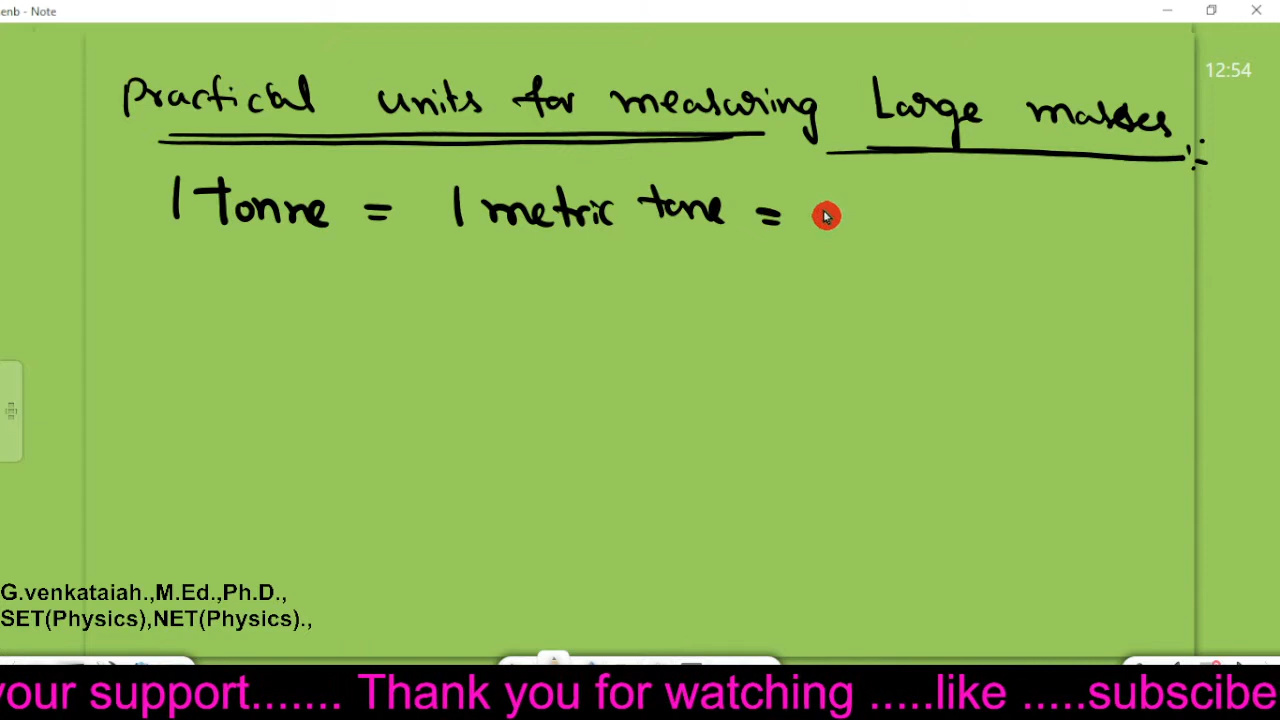 enb - Note
12:54
Practical units for measuring Large masses :-
1 Tonne = 1 metric tone =
G.venkataiah.,M.Ed.,Ph.D.,
SET(Physics),NET(Physics).,
your support....... Thank you for watching .....like .....subscibe